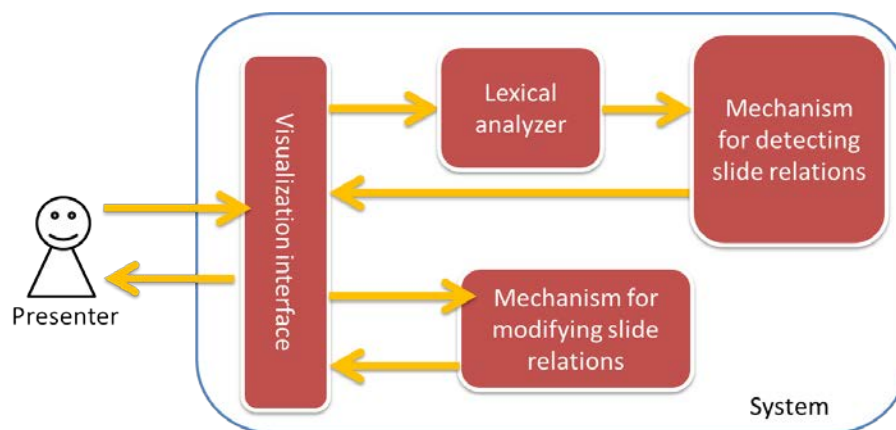 Visualization interface
Lexical
analyzer
Mechanism
for detecting
slide relations
Presenter
Mechanism for
modifying slide
relations
System